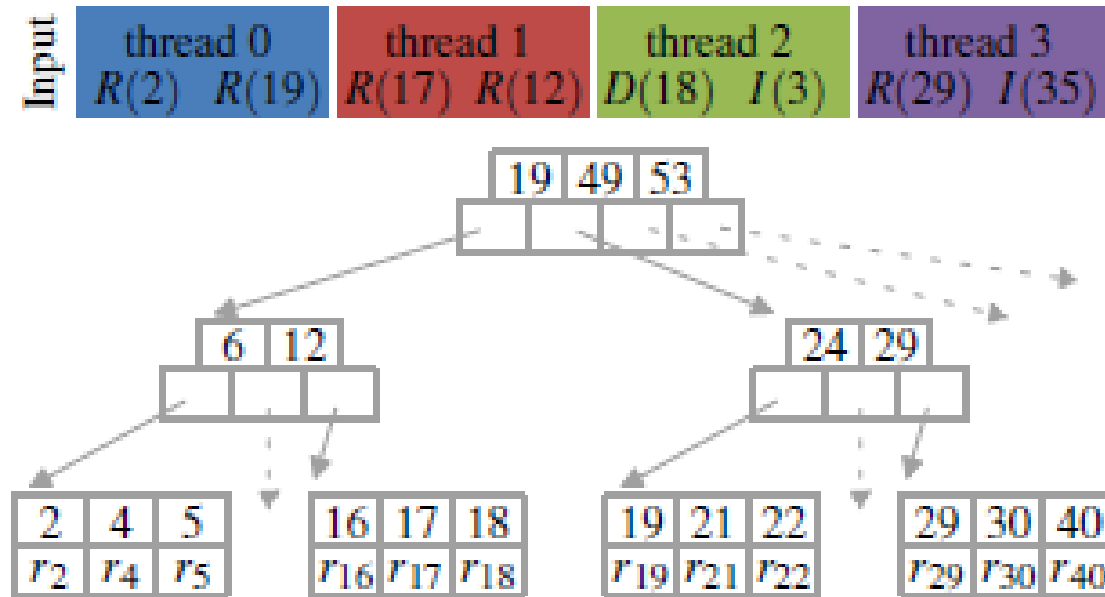 Input
thread 0 thread 1 thread 2 thread 3
R(2) R(19) R(17) R(12) D(18) I(3) R(29) I(35)
19 49 53
6 12 24 29
2 4 5 16 17 18 19 21 22 29 30 40
r2 r4 r5 r16 r17 r18 r19 r21 r22 r29 r30 r40